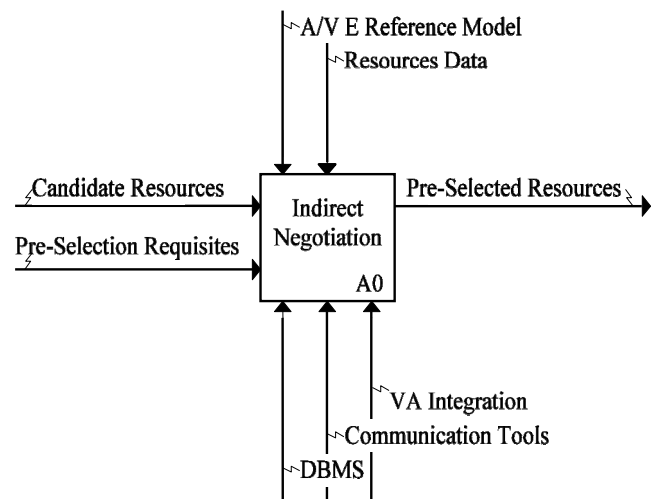 A/V E Reference Model
Resources Data
Candidate Resources
Pre-Selection Requisites
Indirect
Negotiation
A0
Pre-Selected Resources
VA Integration
Communication Tools
DBMS